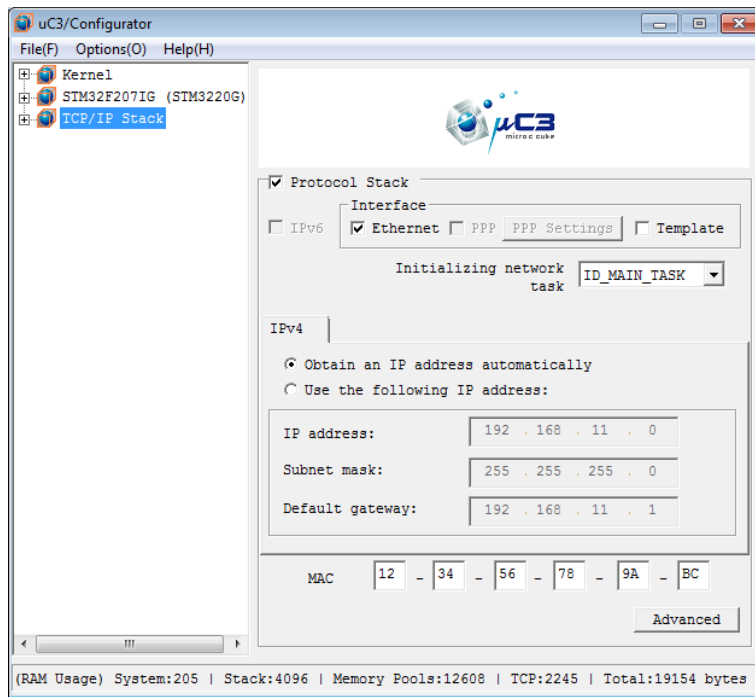 uC3/Configurator
File(F) Options(O) Help(H)
Kernel
STM32F207IG (STM3220G)
TCP/IP Stack
μC3
micro c cube
Protocol Stack
Interface
IPv6 Ethernet PPP PPP Settings Template
Initializing network
task
ID_MAIN_TASK
IPv4
Obtain an IP address automatically
Use the following IP address:
IP address: 192 . 168 . 11 . 0
Subnet mask: 255 . 255 . 255 . 0
Default gateway: 192 . 168 . 11 . 1
MAC 12 - 34 - 56 - 78 - 9A - BC
Advanced
(RAM Usage) System:205 | Stack:4096 | Memory Pools:12608 | TCP:2245 | Total:19154 bytes